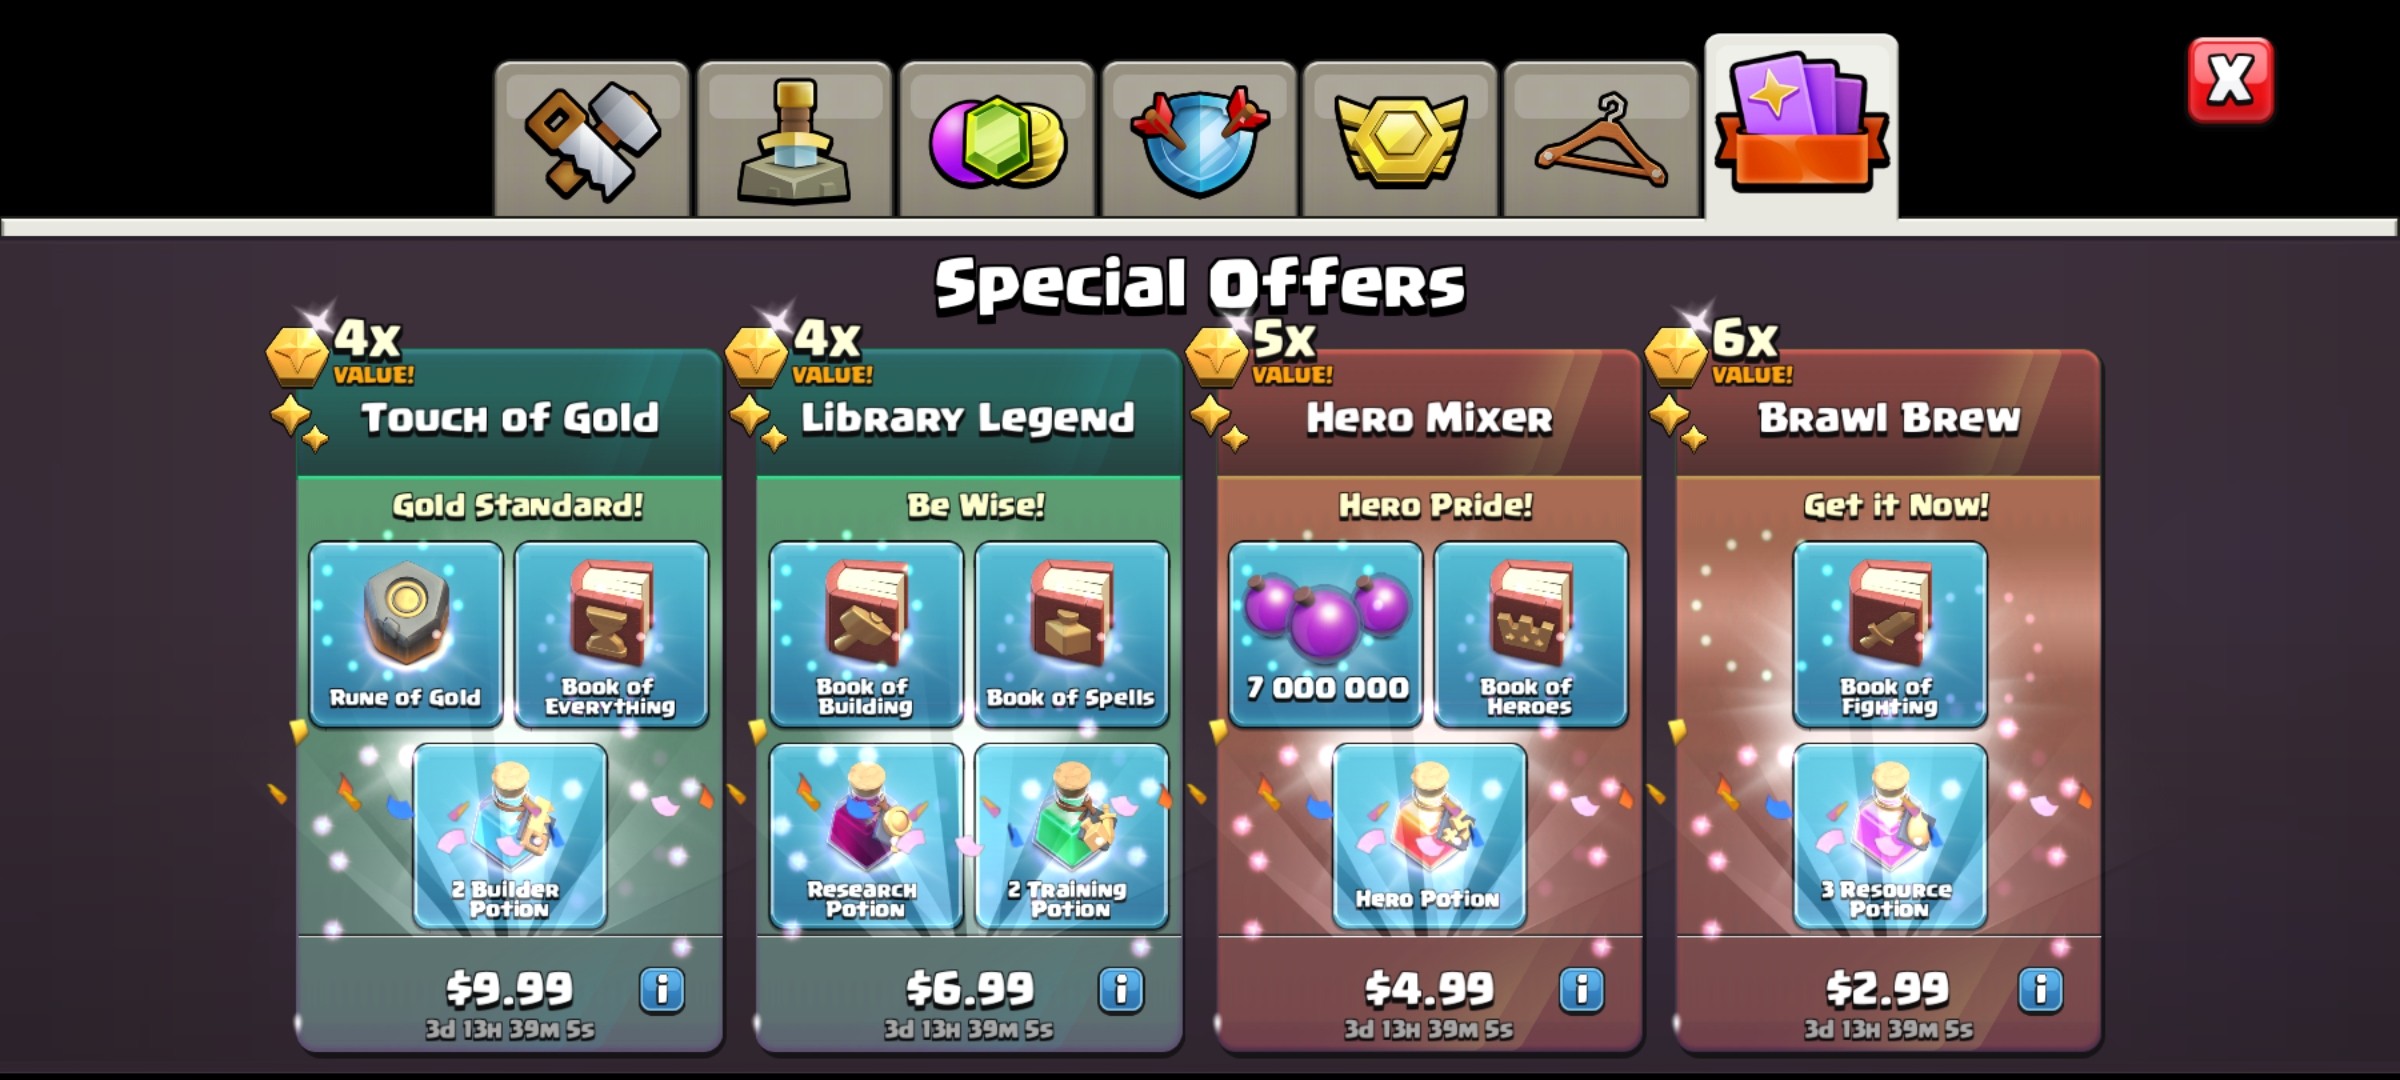 X
Special Offers
4x
VALUE!
Touch of Gold
Gold Standard!
Rune of Gold
Book of
Everything
2 Builder
Potion
$9.99
i
3d 13h 39m 5s
4x
VALUE!
Library Legend
Be Wise!
Book of
Building
Book of Spells
Research
Potion
2 Training
Potion
$6.99
i
3d 13h 39m 5s
5x
VALUE!
Hero Mixer
Hero Pride!
7 000 000
Book of
Heroes
Hero Potion
$4.99
i
3d 13h 39m 5s
6x
VALUE!
Brawl Brew
Get it Now!
Book of
Fighting
3 Resource
Potion
$2.99
i
3d 13h 39m 5s